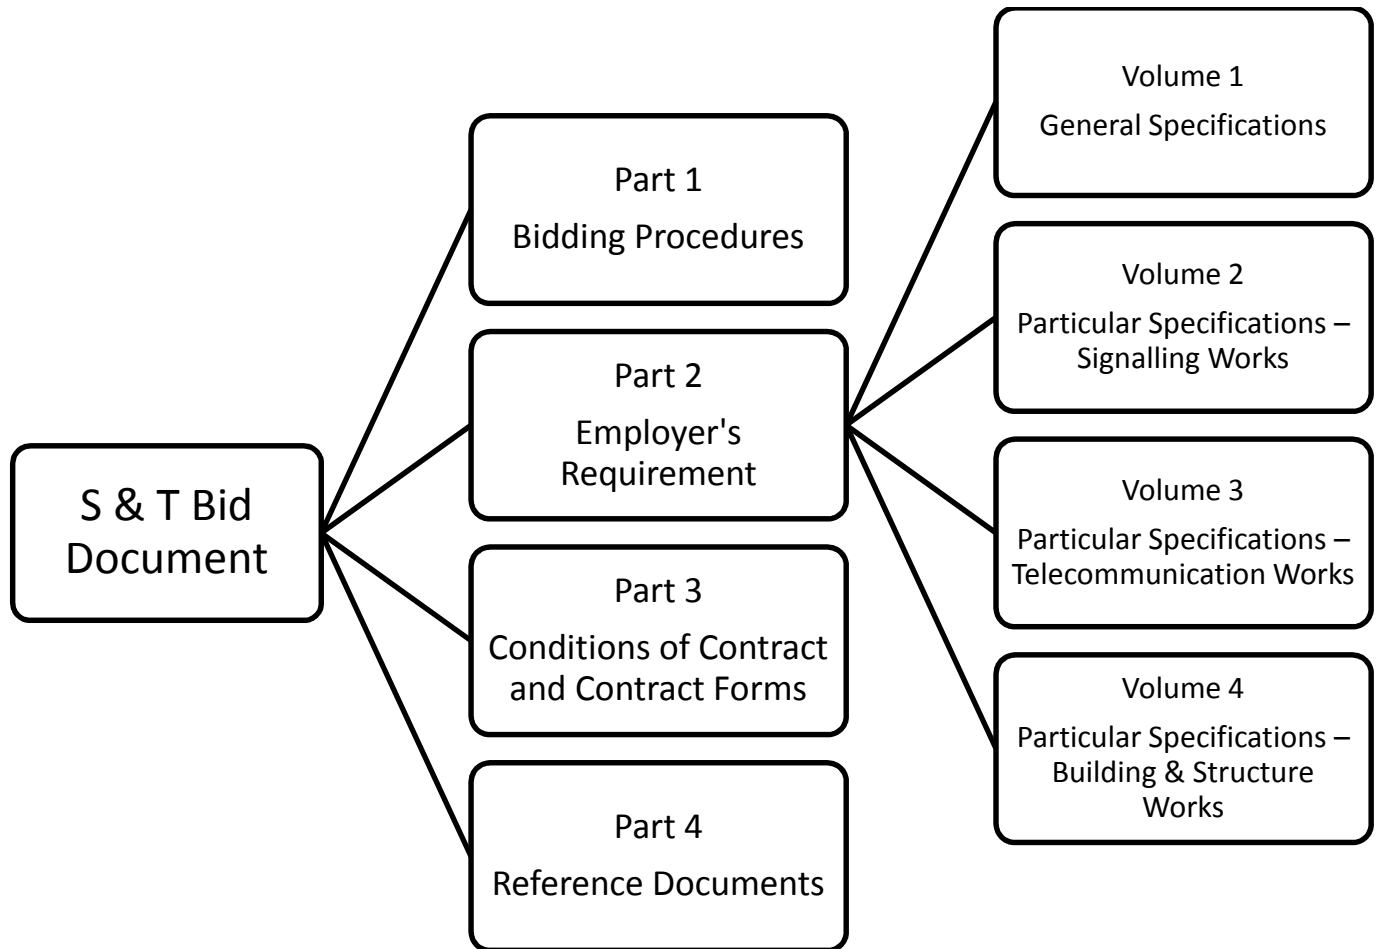 S & T Bid
Document
Part 1
Bidding Procedures
Part 2
Employer's
Requirement
Part 3
Conditions of Contract
and Contract Forms
Part 4
Reference Documents
Volume 1
General Specifications
Volume 2
Particular Specifications –
Signalling Works
Volume 3
Particular Specifications –
Telecommunication Works
Volume 4
Particular Specifications –
Building & Structure
Works